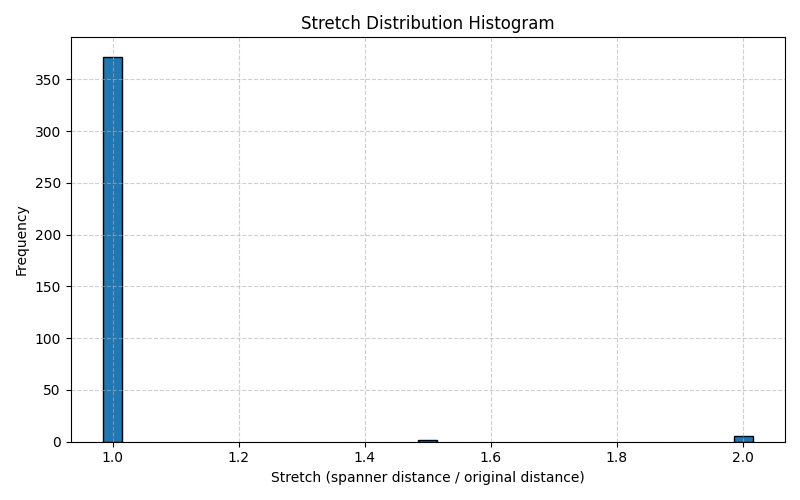 Stretch Distribution Histogram
Frequency
350
300
250
200
150
100
50
0
1.0 1.2 1.4 1.6 1.8 2.0
Stretch (spanner distance / original distance)